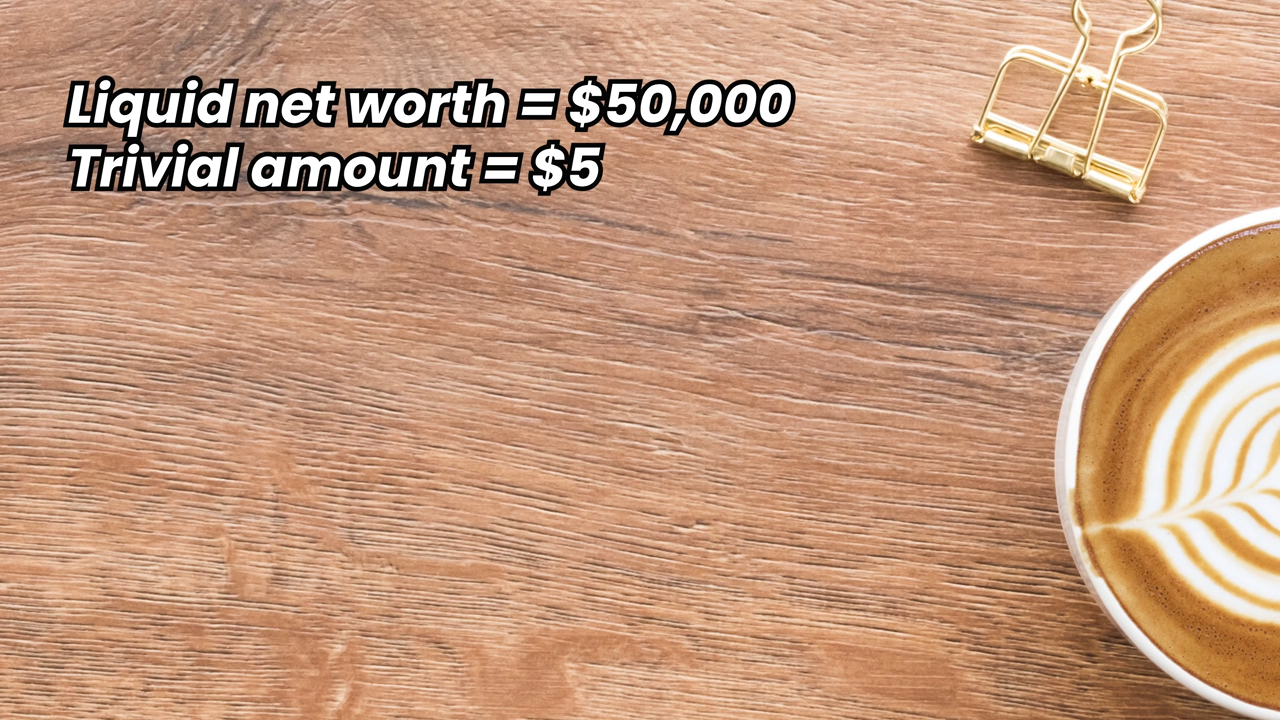 Liquid net worth = $50,000
Trivial amount = $5